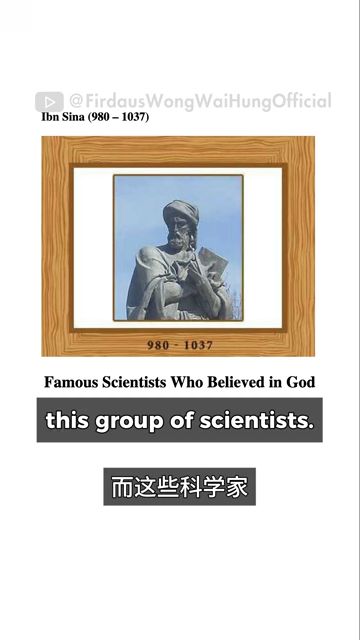 @FirdausWongWaiHungOfficial
Ibn Sina (980 – 1037)
980 - 1037
Famous Scientists Who Believed in God
this group of scientists.
而这些科学家